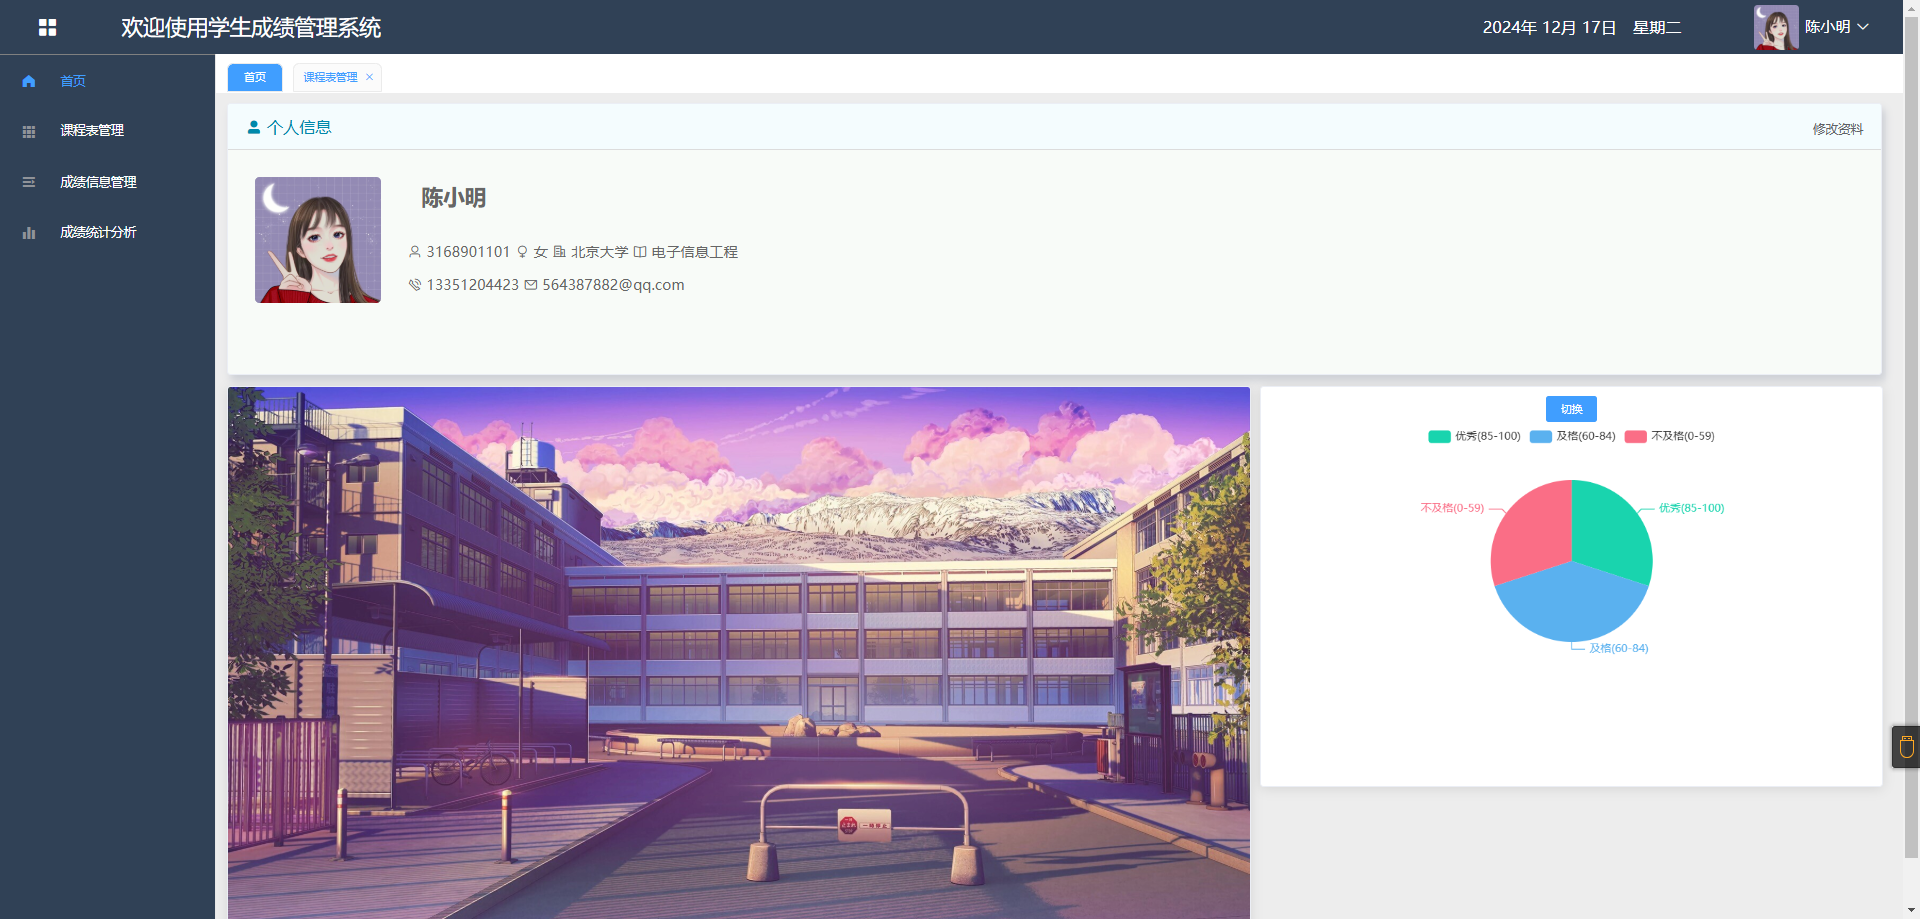 欢迎使用学生成绩管理系统
2024年 12月 17日 星期二
陈小明
首页
课程表管理
成绩信息管理
成绩统计分析
首页
课程表管理
个人信息
修改资料
陈小明
3168901101 女 北京大学 电子信息工程
13351204423 564387882@qq.com
切换
优秀(85-100) 及格(60-84) 不及格(0-59)
不及格(0-59)
优秀(85-100)
及格(60-84)